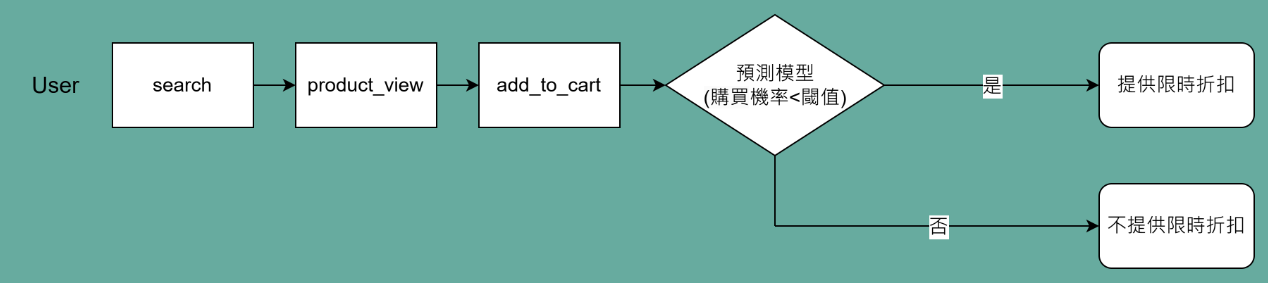 User
search
product_view
add_to_cart
預測模型
(購買機率<閾值)
是
提供限時折扣
否
不提供限時折扣